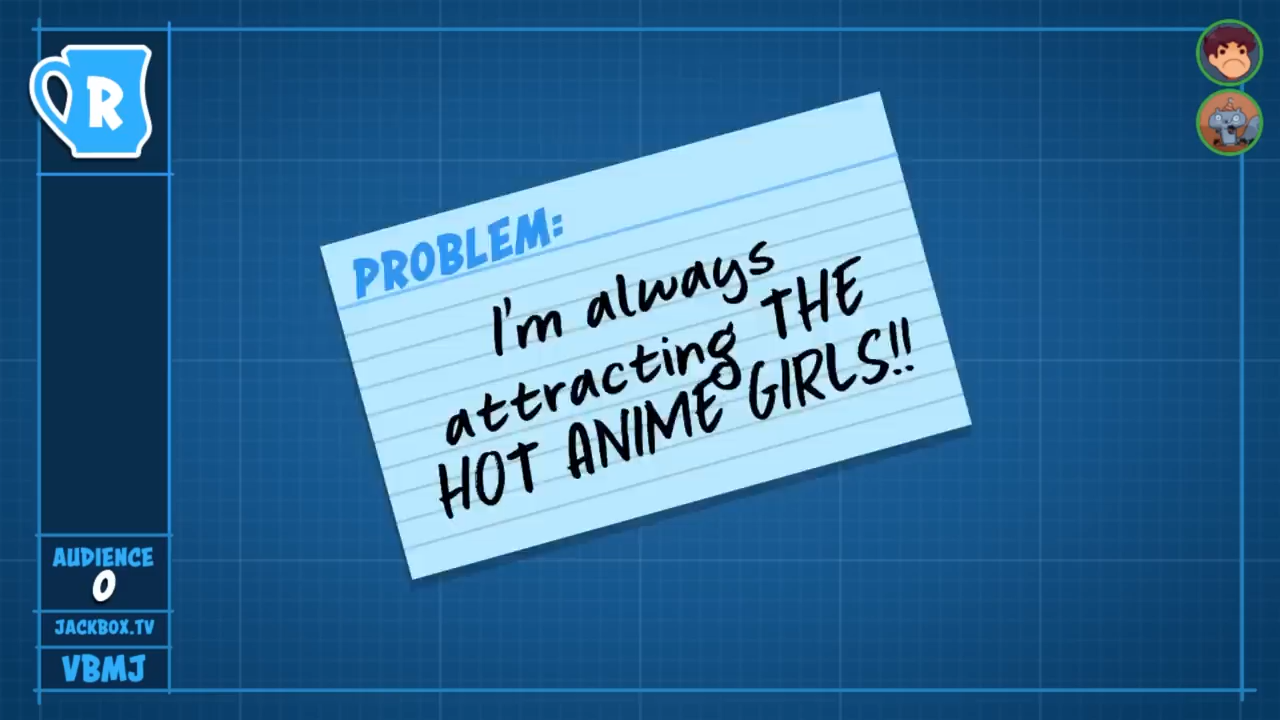 R
PROBLEM:
I'm always
attracting THE
HOT ANIME GIRLS!!
AUDIENCE
0
JACKBOX.TV
VBMJ